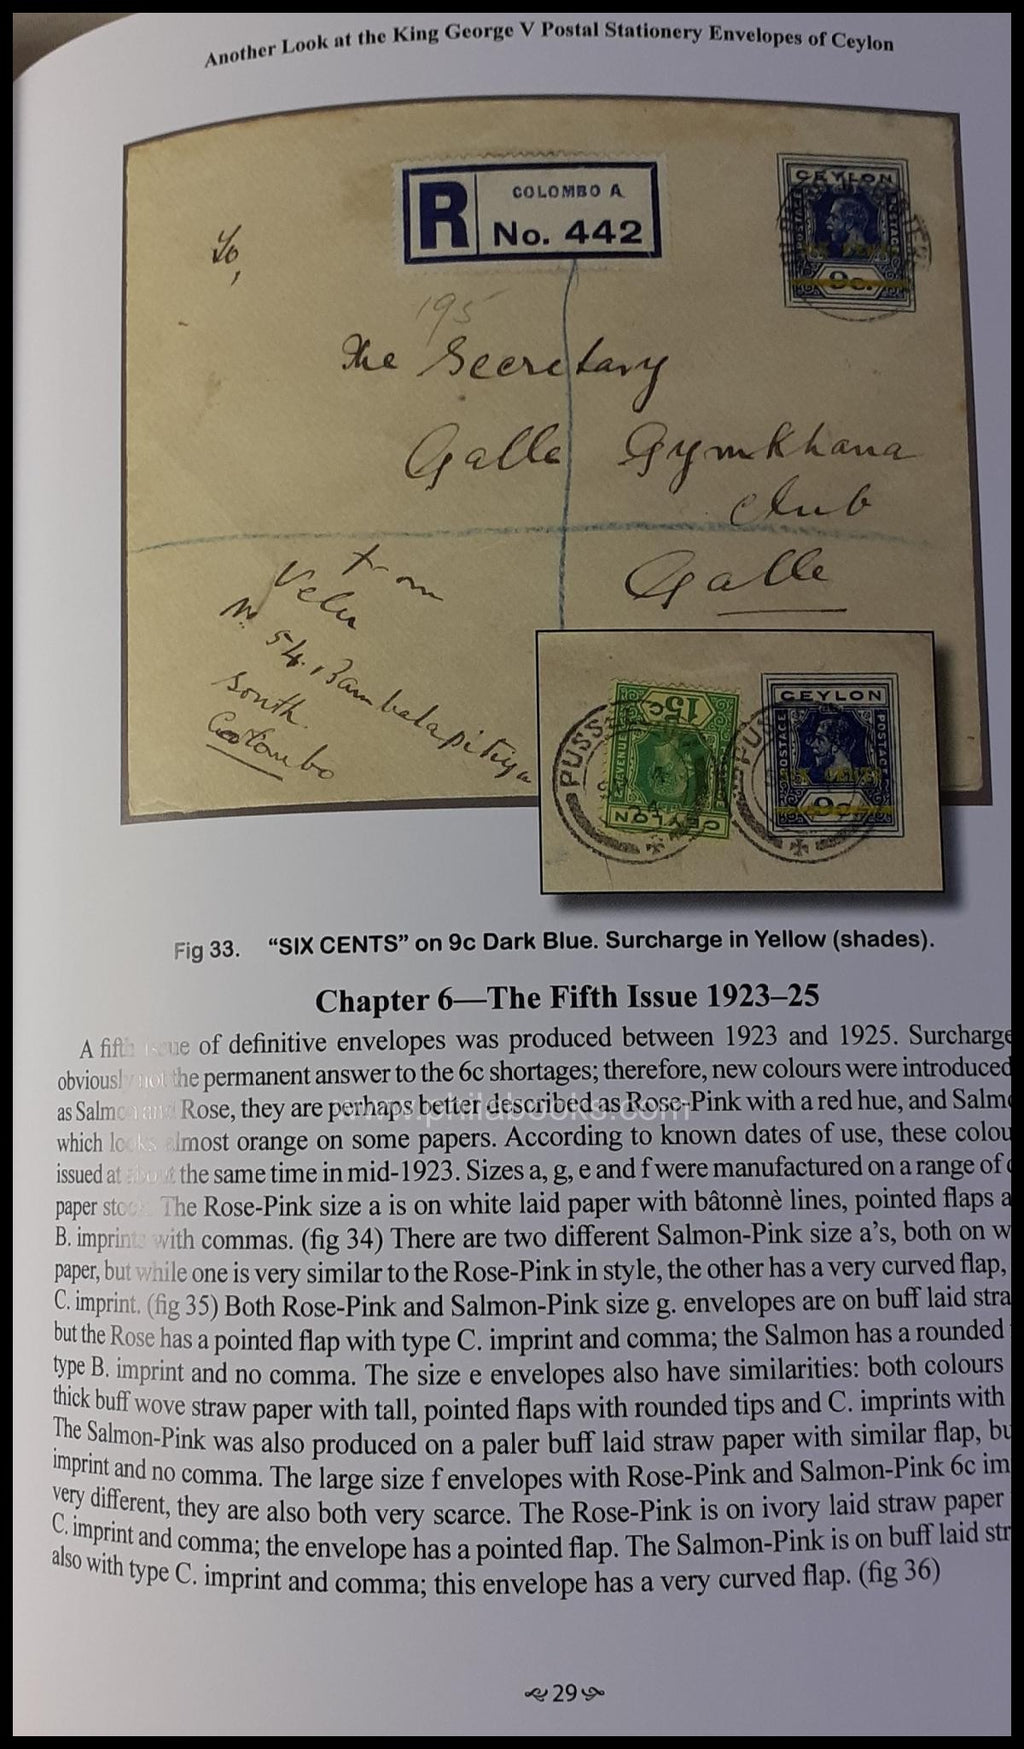 Another Look at the King George V Postal Stationery Envelopes of Ceylon
R
COLOMBO A
No. 442
CEYLON
POSTAGE
9c.
To,
195
The Secretary
Galle Gymkhana
Club
Galle
from
Velu
No. 54, Bambalapitiya
South.
Colombo
PUSS
15c
REVENUE
CEYLON
CEYLON
POSTAGE
POSTAGE
SIX CENTS
9c
Fig 33. “SIX CENTS” on 9c Dark Blue. Surcharge in Yellow (shades).
Chapter 6—The Fifth Issue 1923–25
A fifth issue of definitive envelopes was produced between 1923 and 1925. Surcharge
obviously not the permanent answer to the 6c shortages; therefore, new colours were introduced
as Salmon and Rose, they are perhaps better described as Rose-Pink with a red hue, and Salmo
www.philabooks.com
which looks almost orange on some papers. According to known dates of use, these colou
issued at about the same time in mid-1923. Sizes a, g, e and f were manufactured on a range of
paper stock. The Rose-Pink size a is on white laid paper with bâtonnè lines, pointed flaps a
B. imprints with commas. (fig 34) There are two different Salmon-Pink size a’s, both on w
paper, but while one is very similar to the Rose-Pink in style, the other has a very curved flap,
C. imprint. (fig 35) Both Rose-Pink and Salmon-Pink size g. envelopes are on buff laid stra
but the Rose has a pointed flap with type C. imprint and comma; the Salmon has a rounded
type B. imprint and no comma. The size e envelopes also have similarities: both colours
thick buff wove straw paper with tall, pointed flaps with rounded tips and C. imprints with
The Salmon-Pink was also produced on a paler buff laid straw paper with similar flap, bu
imprint and no comma. The large size f envelopes with Rose-Pink and Salmon-Pink 6c im
very different, they are also both very scarce. The Rose-Pink is on ivory laid straw paper
C. imprint and comma; the envelope has a pointed flap. The Salmon-Pink is on buff laid str
also with type C. imprint and comma; this envelope has a very curved flap. (fig 36)
29